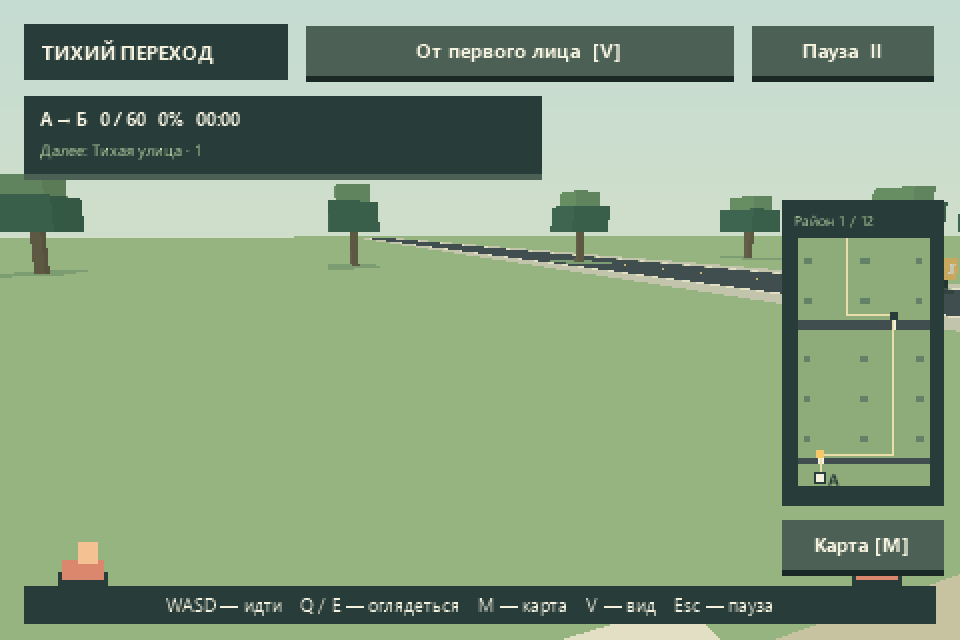 ТИХИЙ ПЕРЕХОД
От первого лица [V]
Пауза II
А — Б 0 / 60 0% 00:00
Далее: Тихая улица · 1
Район 1 / 12
А
Карта [M]
WASD — идти Q / E — оглядеться M — карта V — вид Esc — пауза